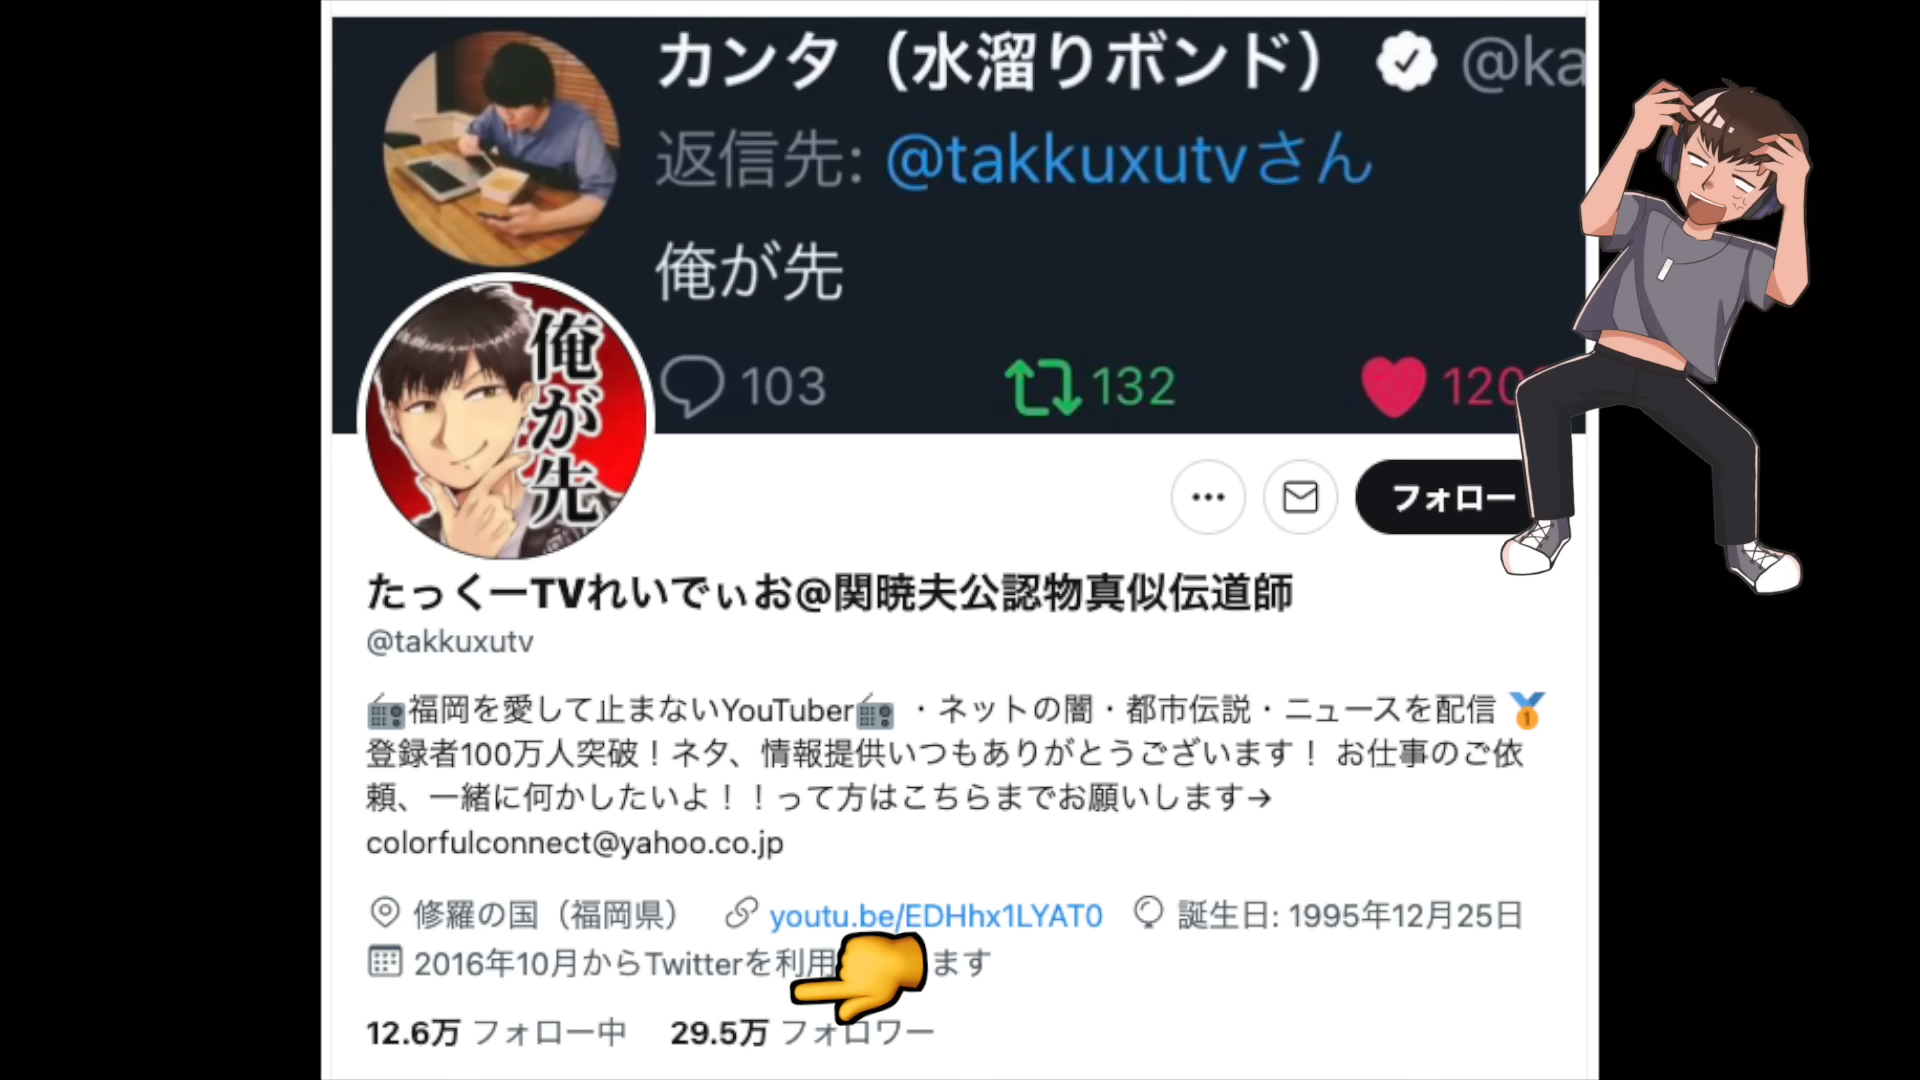 カンタ（水溜りボンド） @ka
返信先: @takkuxutvさん
俺が先
103 132 120
俺が先
フォロー
たっくーTVれいでぃお@関暁夫公認物真似伝道師
@takkuxutv
📻福岡を愛して止まないYouTuber📻 ・ネットの闇・都市伝説・ニュースを配信 🥇
登録者100万人突破！ネタ、情報提供いつもありがとうございます！ お仕事のご依
頼、一緒に何かしたいよ！！って方はこちらまでお願いします→
colorfulconnect@yahoo.co.jp
修羅の国（福岡県） youtu.be/EDHhx1LYAT0 誕生日: 1995年12月25日
2016年10月からTwitterを利用 ます
12.6万 フォロー中 29.5万 フォロワー